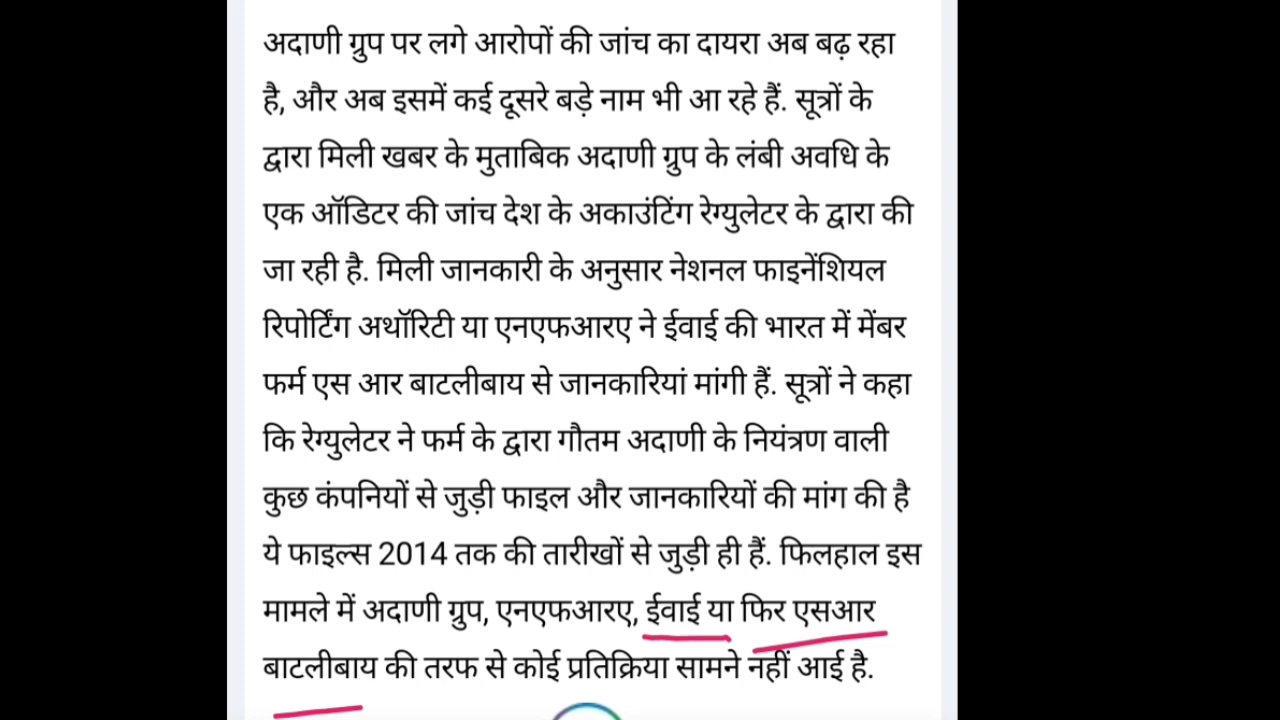 अदाणी ग्रुप पर लगे आरोपों की जांच का दायरा अब बढ़ रहा
है, और अब इसमें कई दूसरे बड़े नाम भी आ रहे हैं. सूत्रों के
द्वारा मिली खबर के मुताबिक अदाणी ग्रुप के लंबी अवधि के
एक ऑडिटर की जांच देश के अकाउंटिंग रेग्युलेटर के द्वारा की
जा रही है. मिली जानकारी के अनुसार नेशनल फाइनेंशियल
रिपोर्टिंग अथॉरिटी या एनएफआरए ने ईवाई की भारत में मेंबर
फर्म एस आर बाटलीबाय से जानकारियां मांगी हैं. सूत्रों ने कहा
कि रेग्युलेटर ने फर्म के द्वारा गौतम अदाणी के नियंत्रण वाली
कुछ कंपनियों से जुड़ी फाइल और जानकारियों की मांग की है
ये फाइल्स 2014 तक की तारीखों से जुड़ी ही हैं. फिलहाल इस
मामले में अदाणी ग्रुप, एनएफआरए, ईवाई या फिर एसआर
बाटलीबाय की तरफ से कोई प्रतिक्रिया सामने नहीं आई है.